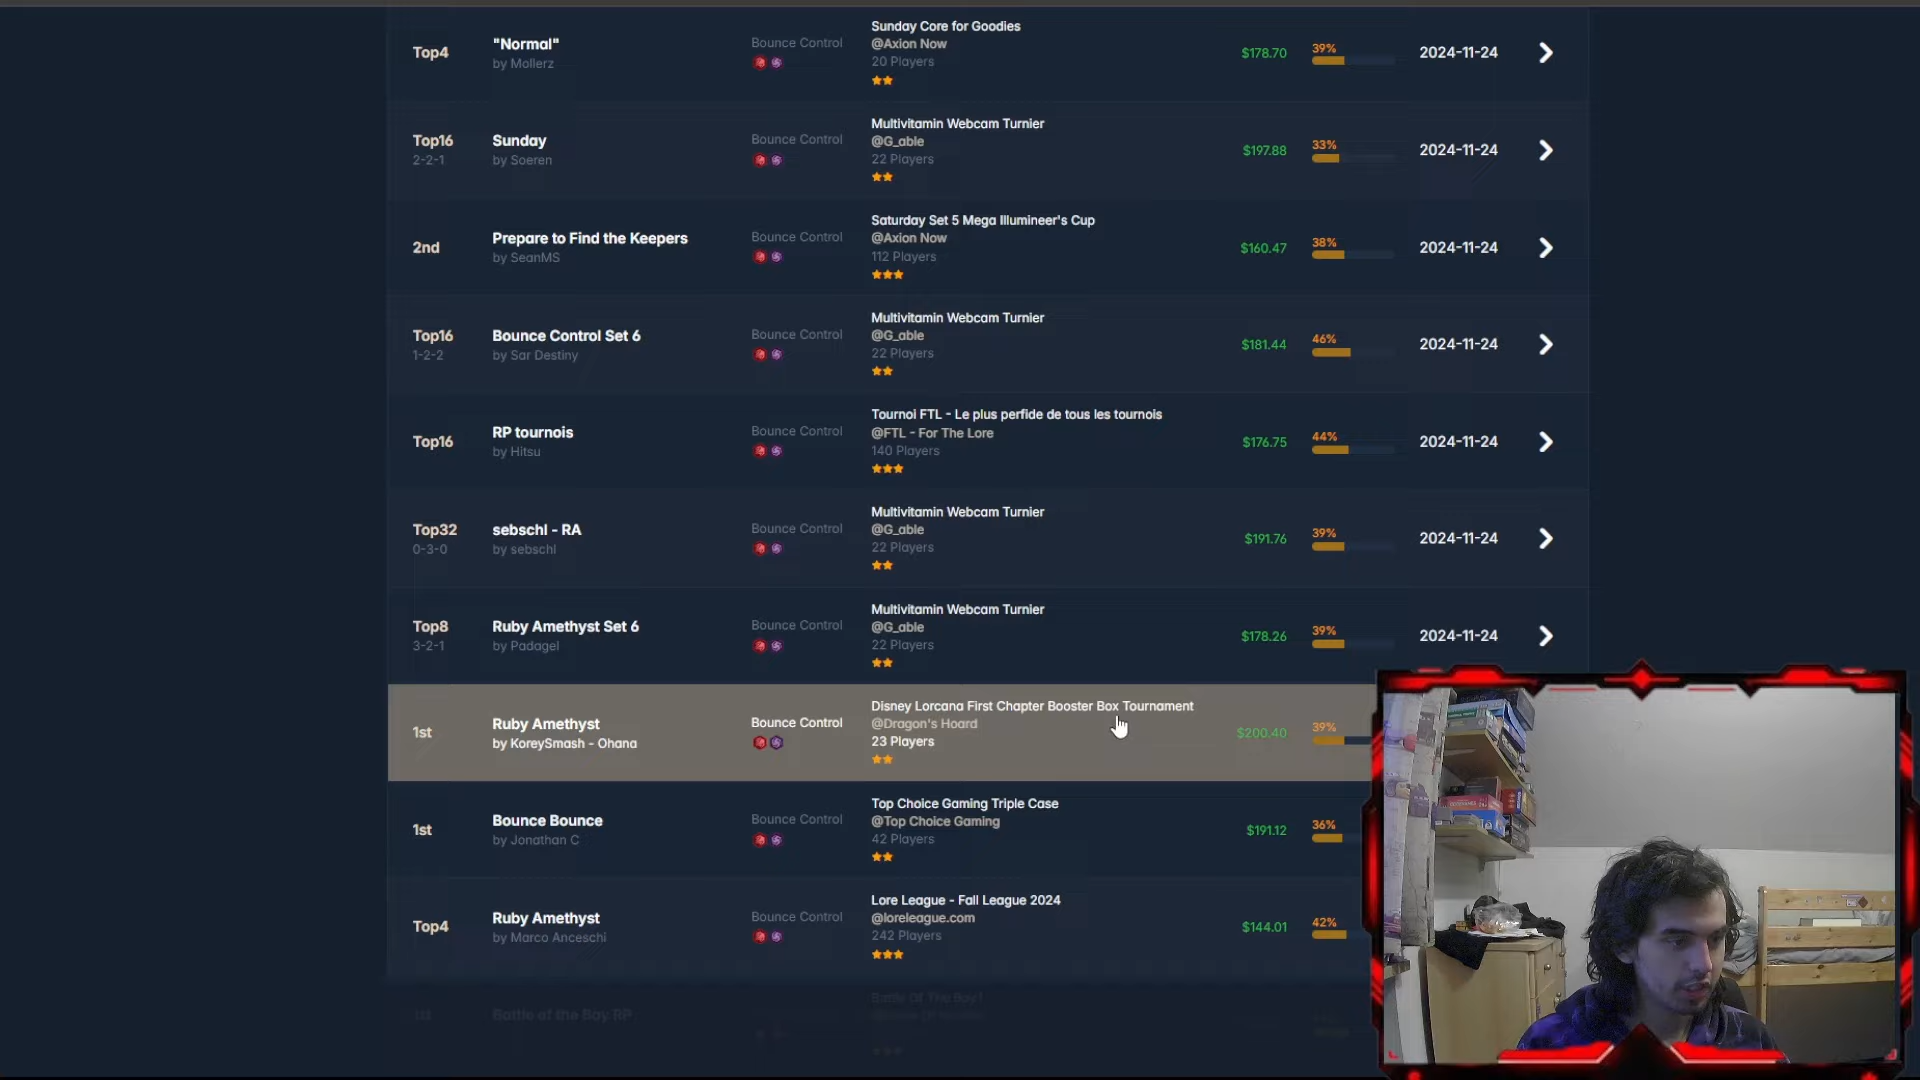 Top4
"Normal"
by Mollerz
Bounce Control
Sunday Core for Goodies
@Axion Now
20 Players
$178.70
39%
2024-11-24
Top16
2-2-1
Sunday
by Soeren
Bounce Control
Multivitamin Webcam Turnier
@G_able
22 Players
$197.88
33%
2024-11-24
2nd
Prepare to Find the Keepers
by SeanMS
Bounce Control
Saturday Set 5 Mega Illumineer's Cup
@Axion Now
112 Players
$160.47
38%
2024-11-24
Top16
1-2-2
Bounce Control Set 6
by Sar Destiny
Bounce Control
Multivitamin Webcam Turnier
@G_able
22 Players
$181.44
46%
2024-11-24
Top16
RP tournois
by Hitsu
Bounce Control
Tournoi FTL - Le plus perfide de tous les tournois
@FTL - For The Lore
140 Players
$176.75
44%
2024-11-24
Top32
0-3-0
sebschl - RA
by sebschl
Bounce Control
Multivitamin Webcam Turnier
@G_able
22 Players
$191.76
39%
2024-11-24
Top8
3-2-1
Ruby Amethyst Set 6
by Padagel
Bounce Control
Multivitamin Webcam Turnier
@G_able
22 Players
$178.26
39%
2024-11-24
1st
Ruby Amethyst
by KoreySmash - Ohana
Bounce Control
Disney Lorcana First Chapter Booster Box Tournament
@Dragon's Hoard
23 Players
$200.40
39%
1st
Bounce Bounce
by Jonathan C
Bounce Control
Top Choice Gaming Triple Case
@Top Choice Gaming
42 Players
$191.12
36%
Top4
Ruby Amethyst
by Marco Anceschi
Bounce Control
Lore League - Fall League 2024
@loreleague.com
242 Players
$144.01
42%
1st
Battle of the Bay RP
Battle Of The Bay!